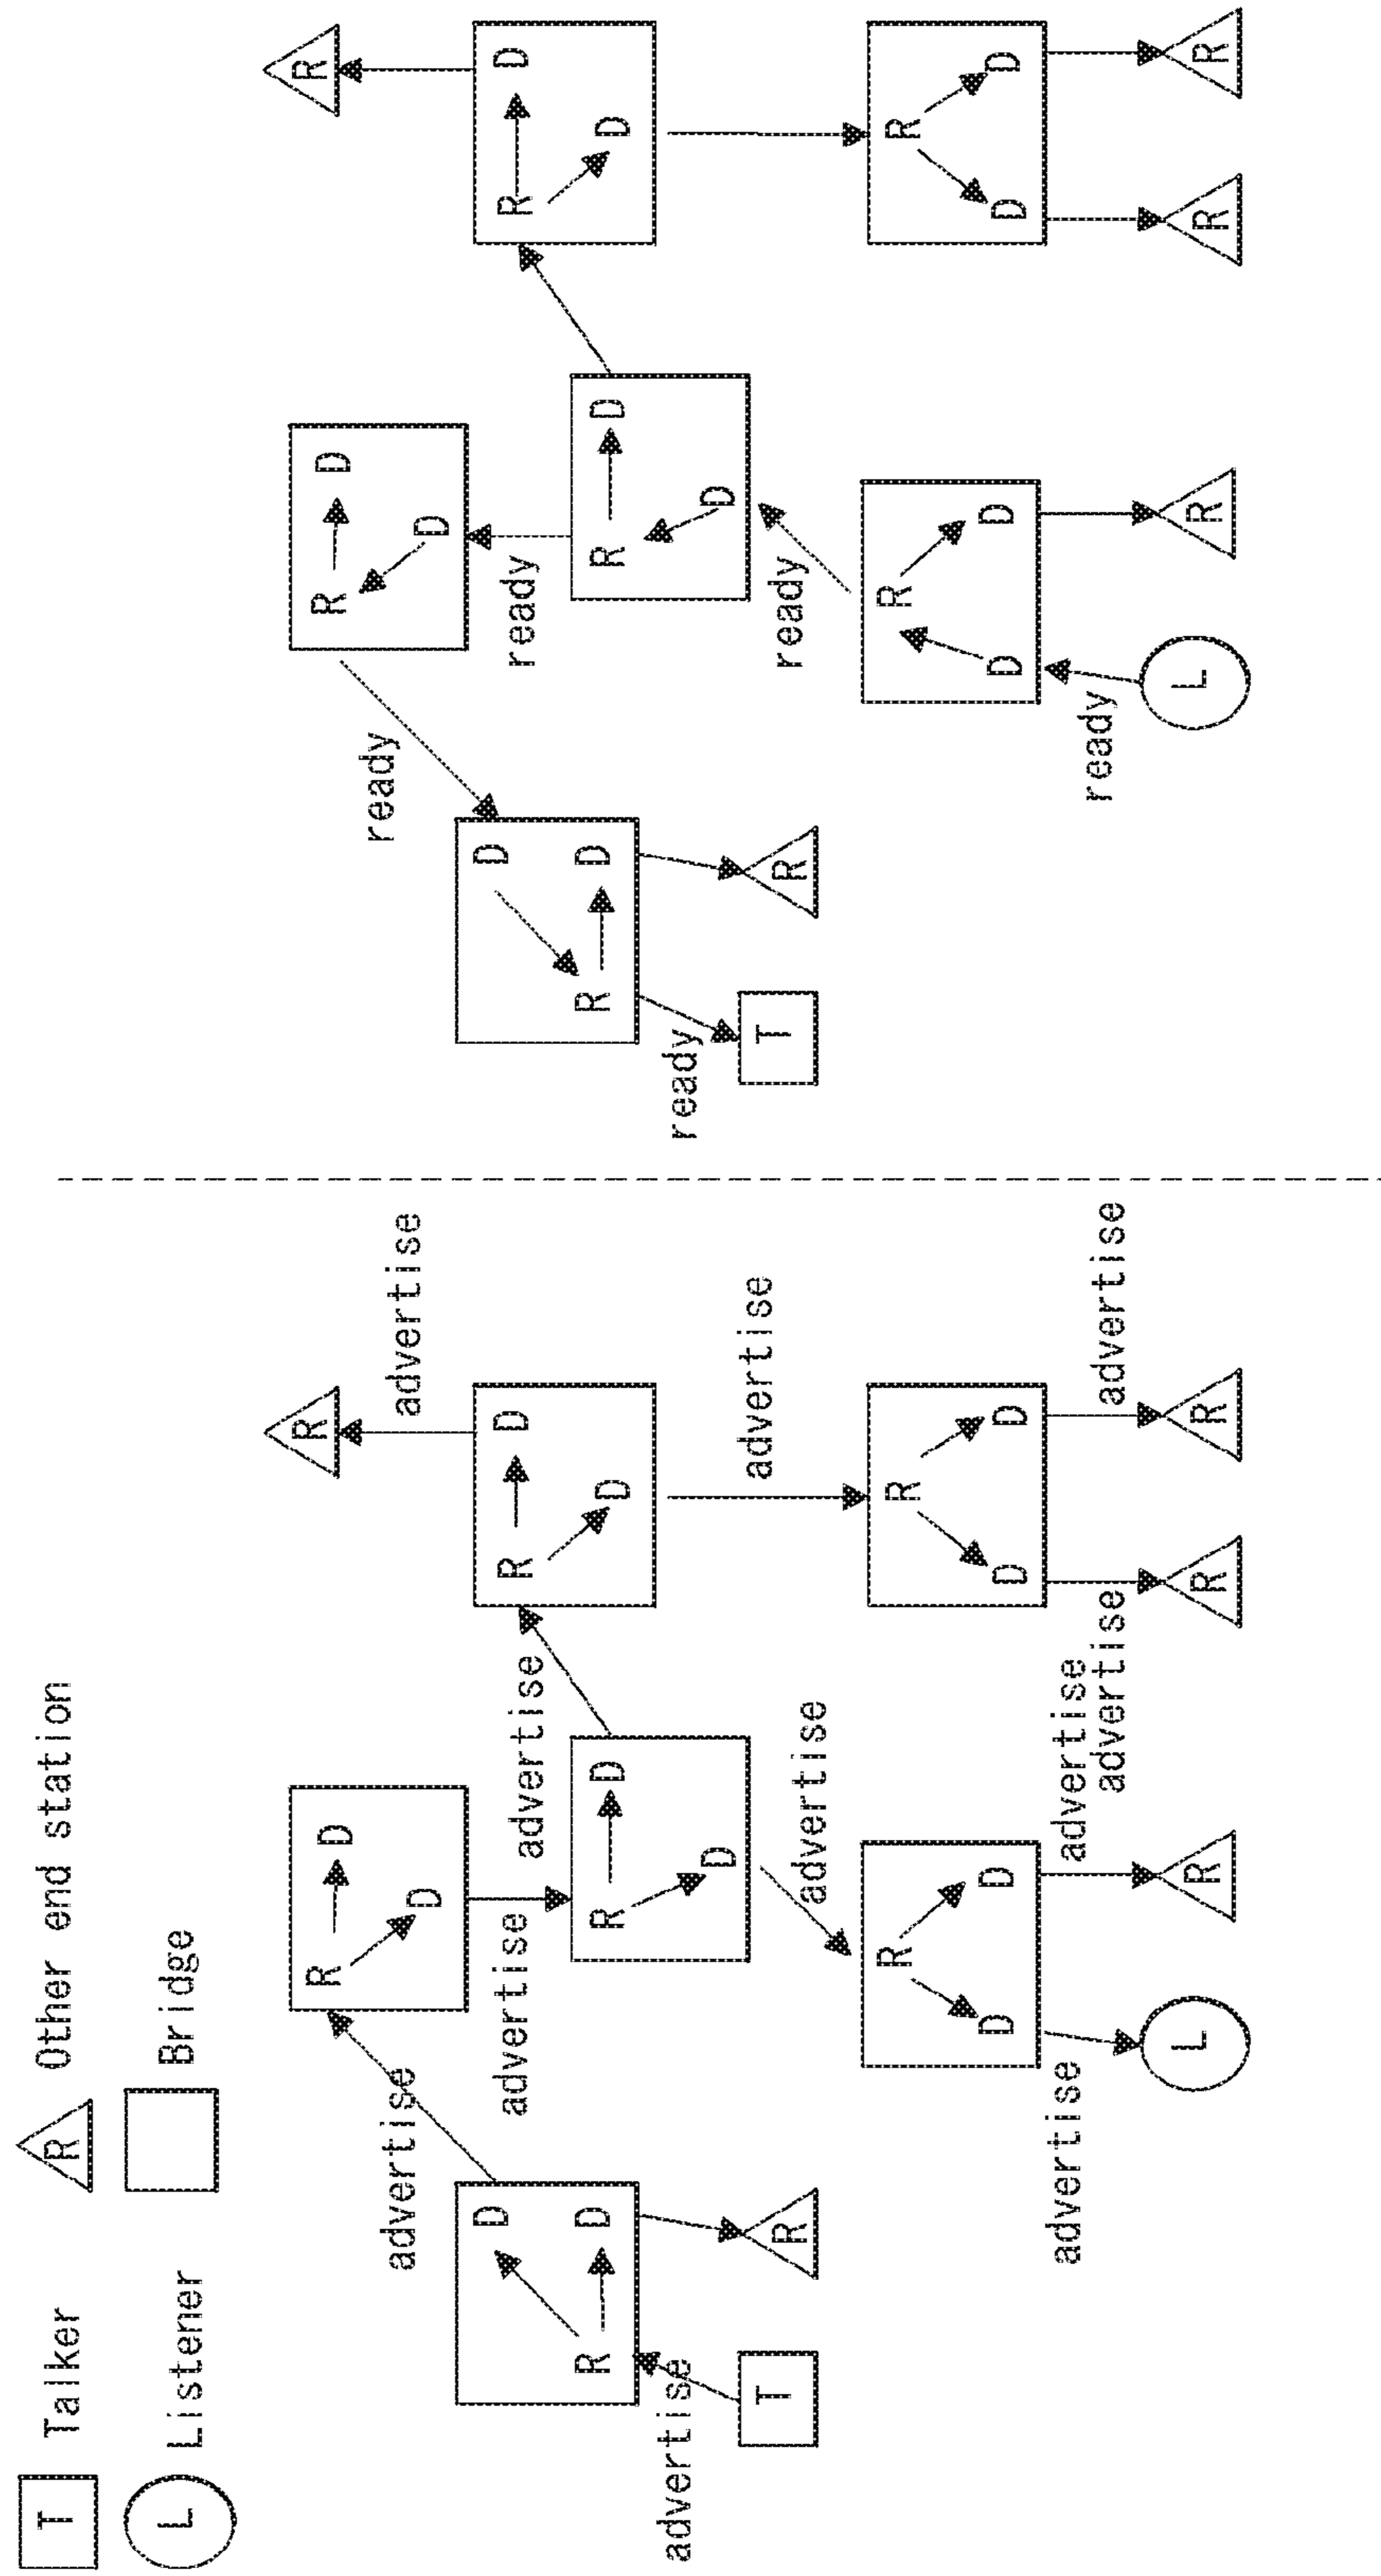 T Talker R Other end station
L Listener Bridge
R
R D
advertise advertise
D
D R D
advertise advertise
R D R D D
advertise
D
advertise
T R advertise
R R
D D D D
advertise advertise advertise
advertise
L R R R
R
R D
ready
D
D R D
ready
R D R D D
ready
D
T R ready
R R
D D D D
ready
L R R R